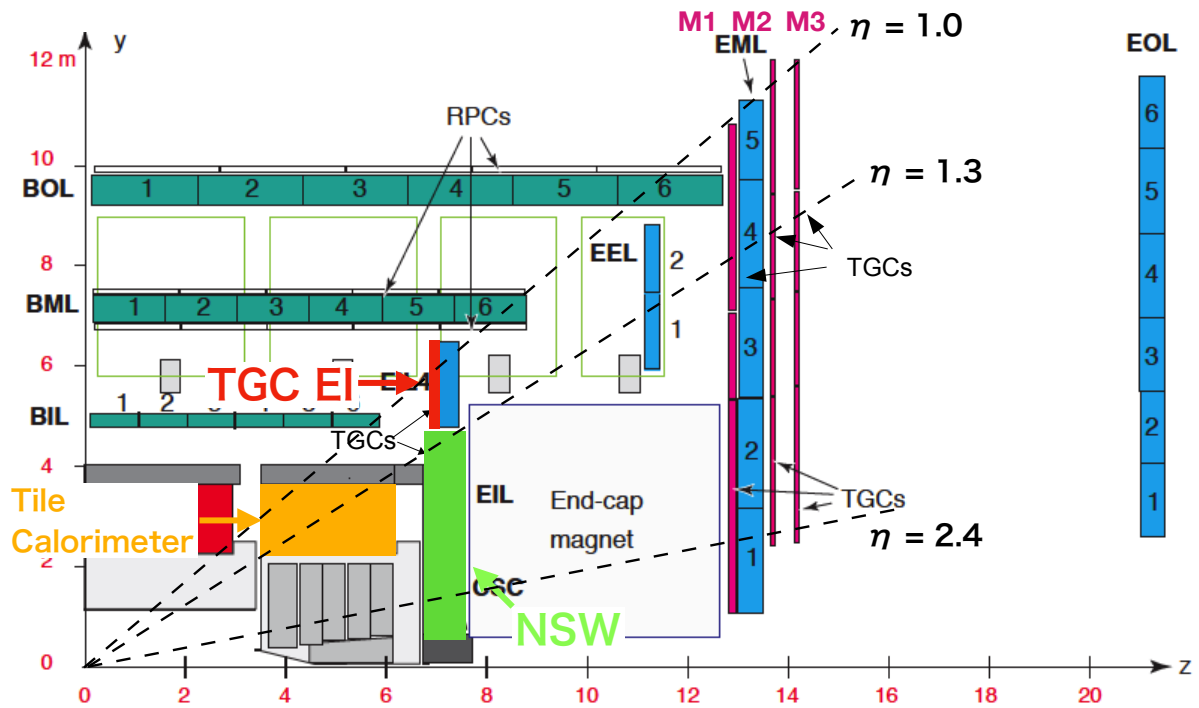 M1 M2 M3
η = 1.0
y
EML
EOL
12 m
RPCs
6
5
10
BOL
1 2 3 4 5 6
η = 1.3
5
4
8
EEL
2
TGCs
4
BML
1 2 3 4 5 6
1
3
3
6
TGC EI
1 2
BIL
2
TGCs
4
2
EIL
1
Tile
Calorimeter
End-cap
magnet
TGCs
η = 2.4
2
1
CSC
NSW
0
z
0 2 4 6 8 10 12 14 16 18 20